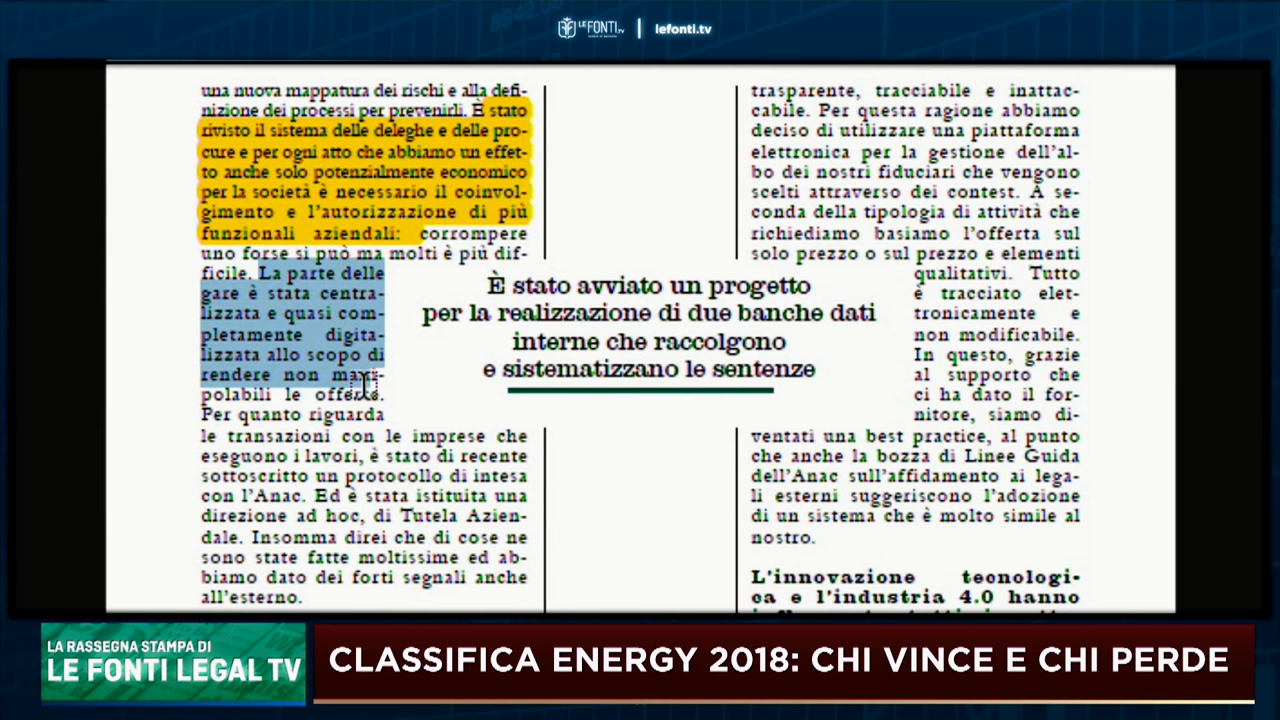 LE FONTI TV
lefonti.tv
una nuova mappatura dei rischi e alla defi-
nizione dei processi per prevenirli. È stato
rivisto il sistema delle deleghe e delle pro-
cure e per ogni atto che abbiamo un effet-
to anche solo potenzialmente economico
per la società è necessario il coinvol-
gimento e l'autorizzazione di più
funzionali aziendali: corrompere
uno forse si può ma molti è più dif-
ficile. La parte delle
gare è stata centra-
lizzata e quasi com-
pletamente digita-
lizzata allo scopo di
rendere non mani-
polabili le offerte.
Per quanto riguarda
le transazioni con le imprese che
eseguono i lavori, è stato di recente
sottoscritto un protocollo di intesa
con l'Anac. Ed è stata istituita una
direzione ad hoc, di Tutela Azien-
dale. Insomma direi che di cose ne
sono state fatte moltissime ed ab-
biamo dato dei forti segnali anche
all'esterno.
È stato avviato un progetto
per la realizzazione di due banche dati
interne che raccolgono
e sistematizzano le sentenze
trasparente, tracciabile e inattac-
cabile. Per questa ragione abbiamo
deciso di utilizzare una piattaforma
elettronica per la gestione dell'al-
bo dei nostri fiduciari che vengono
scelti attraverso dei contest. A se-
conda della tipologia di attività che
richiediamo basiamo l'offerta sul
solo prezzo o sul prezzo e elementi
qualitativi. Tutto
è tracciato elet-
tronicamente e
non modificabile.
In questo, grazie
al supporto che
ci ha dato il for-
nitore, siamo di-
ventati una best practice, al punto
che anche la bozza di Linee Guida
dell'Anac sull'affidamento ai lega-
li esterni suggeriscono l'adozione
di un sistema che è molto simile al
nostro.
L'innovazione tecnologi-
ca e l'industria 4.0 hanno
LA RASSEGNA STAMPA DI
LE FONTI LEGAL TV
CLASSIFICA ENERGY 2018: CHI VINCE E CHI PERDE